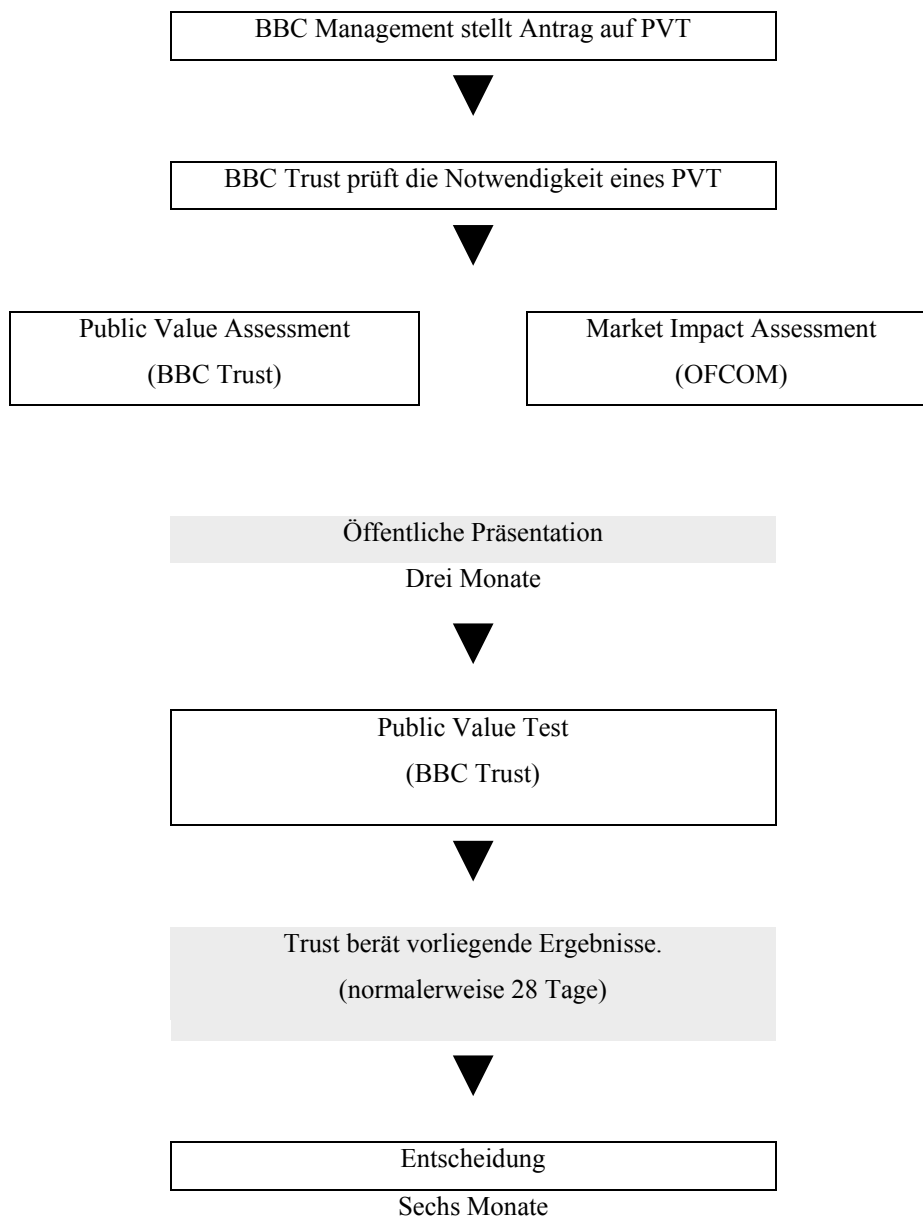 BBC Management stellt Antrag auf PVT
BBC Trust prüft die Notwendigkeit eines PVT
Public Value Assessment
(BBC Trust)
Market Impact Assessment
(OFCOM)
Öffentliche Präsentation
Drei Monate
Public Value Test
(BBC Trust)
Trust berät vorliegende Ergebnisse.
(normalerweise 28 Tage)
Entscheidung
Sechs Monate